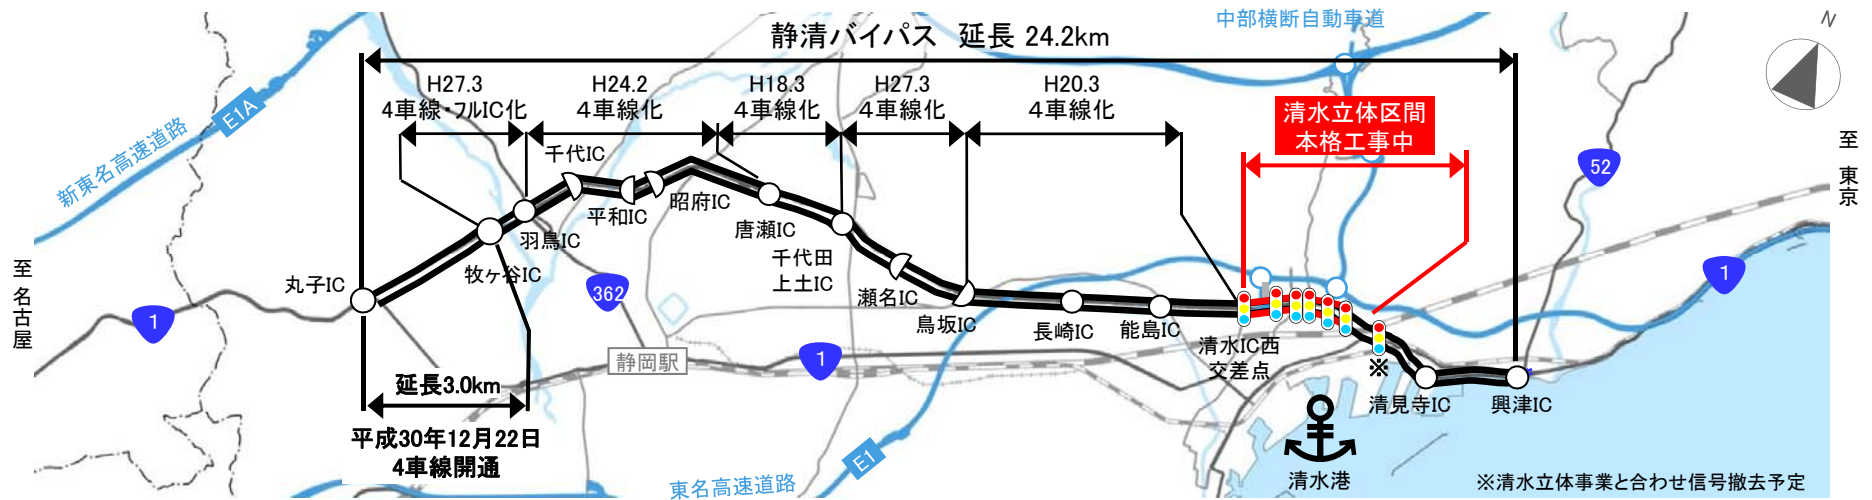 中部横断自動車道
N
静清バイパス 延長 24.2km
H27.3
4車線・フルIC化
H24.2
4車線化
H18.3
4車線化
H27.3
4車線化
H20.3
4車線化
清水立体区間
本格工事中
新東名高速道路
E1A
至 東京
52
千代IC
平和IC
昭府IC
羽鳥IC
唐瀬IC
牧ヶ谷IC
千代田
上土IC
丸子IC
362
瀬名IC
鳥坂IC
長崎IC
能島IC
清水IC西
交差点
1
至 名古屋
1
静岡駅
1
※
延長3.0km
平成30年12月22日
4車線開通
清見寺IC
興津IC
E1
東名高速道路
清水港
※清水立体事業と合わせ信号撤去予定